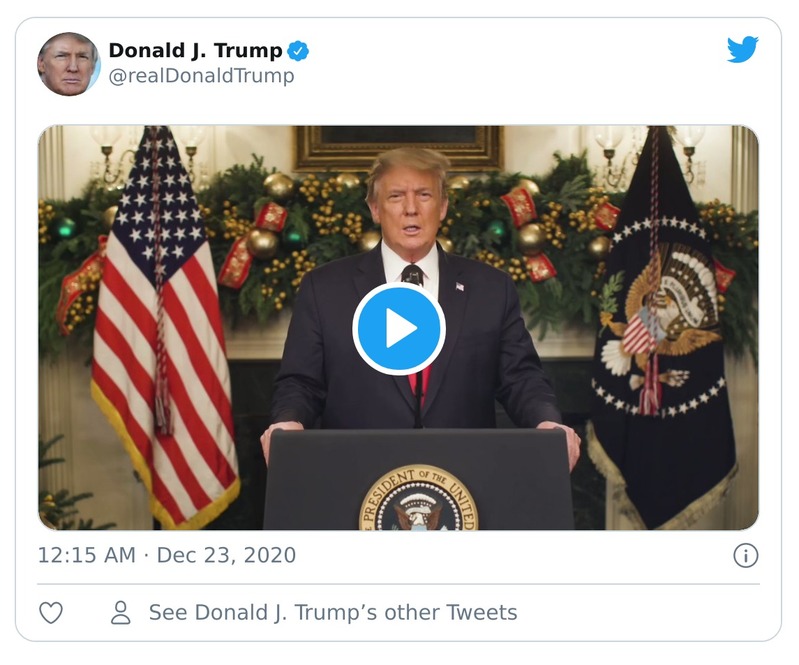 Donald J. Trump
@realDonaldTrump
PRESIDENT OF THE UNITED
12:15 AM · Dec 23, 2020
See Donald J. Trump’s other Tweets